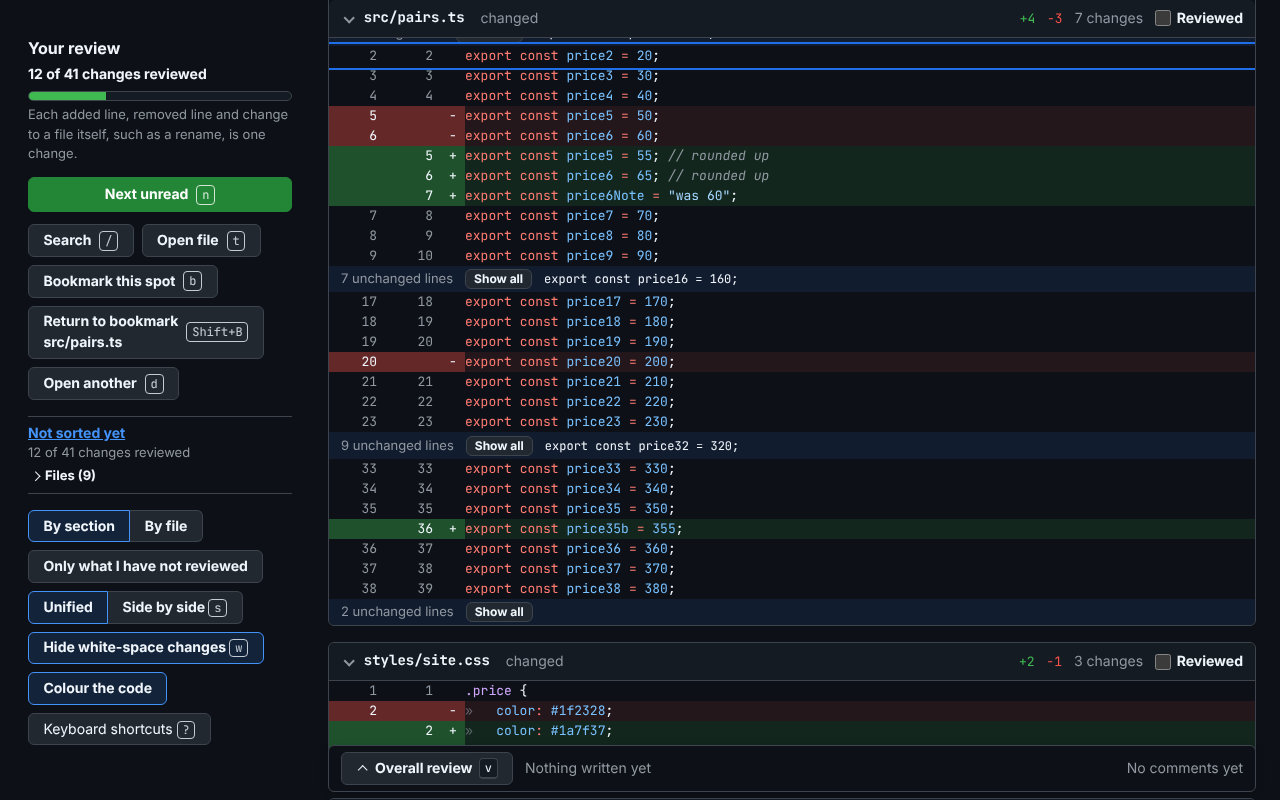 Your review
12 of 41 changes reviewed
Each added line, removed line and change
to a file itself, such as a rename, is one
change.
Next unread n
Search /
Open file t
Bookmark this spot b
Return to bookmark
src/pairs.ts Shift+B
Open another d
Not sorted yet
12 of 41 changes reviewed
Files (9)
By section By file
Only what I have not reviewed
Unified Side by side s
Hide white-space changes w
Colour the code
Keyboard shortcuts ?
src/pairs.ts changed +4 -3 7 changes Reviewed
2 2 export const price2 = 20;
3 3 export const price3 = 30;
4 4 export const price4 = 40;
5 - export const price5 = 50;
6 - export const price6 = 60;
5 + export const price5 = 55; // rounded up
6 + export const price6 = 65; // rounded up
7 + export const price6Note = "was 60";
7 8 export const price7 = 70;
8 9 export const price8 = 80;
9 10 export const price9 = 90;
7 unchanged lines Show all export const price16 = 160;
17 18 export const price17 = 170;
18 19 export const price18 = 180;
19 20 export const price19 = 190;
20 - export const price20 = 200;
21 21 export const price21 = 210;
22 22 export const price22 = 220;
23 23 export const price23 = 230;
9 unchanged lines Show all export const price32 = 320;
33 33 export const price33 = 330;
34 34 export const price34 = 340;
35 35 export const price35 = 350;
36 + export const price35b = 355;
36 37 export const price36 = 360;
37 38 export const price37 = 370;
38 39 export const price38 = 380;
2 unchanged lines Show all
styles/site.css changed +2 -1 3 changes Reviewed
1 1 .price {
2 - » color: #1f2328;
2 + » color: #1a7f37;
Overall review v Nothing written yet No comments yet